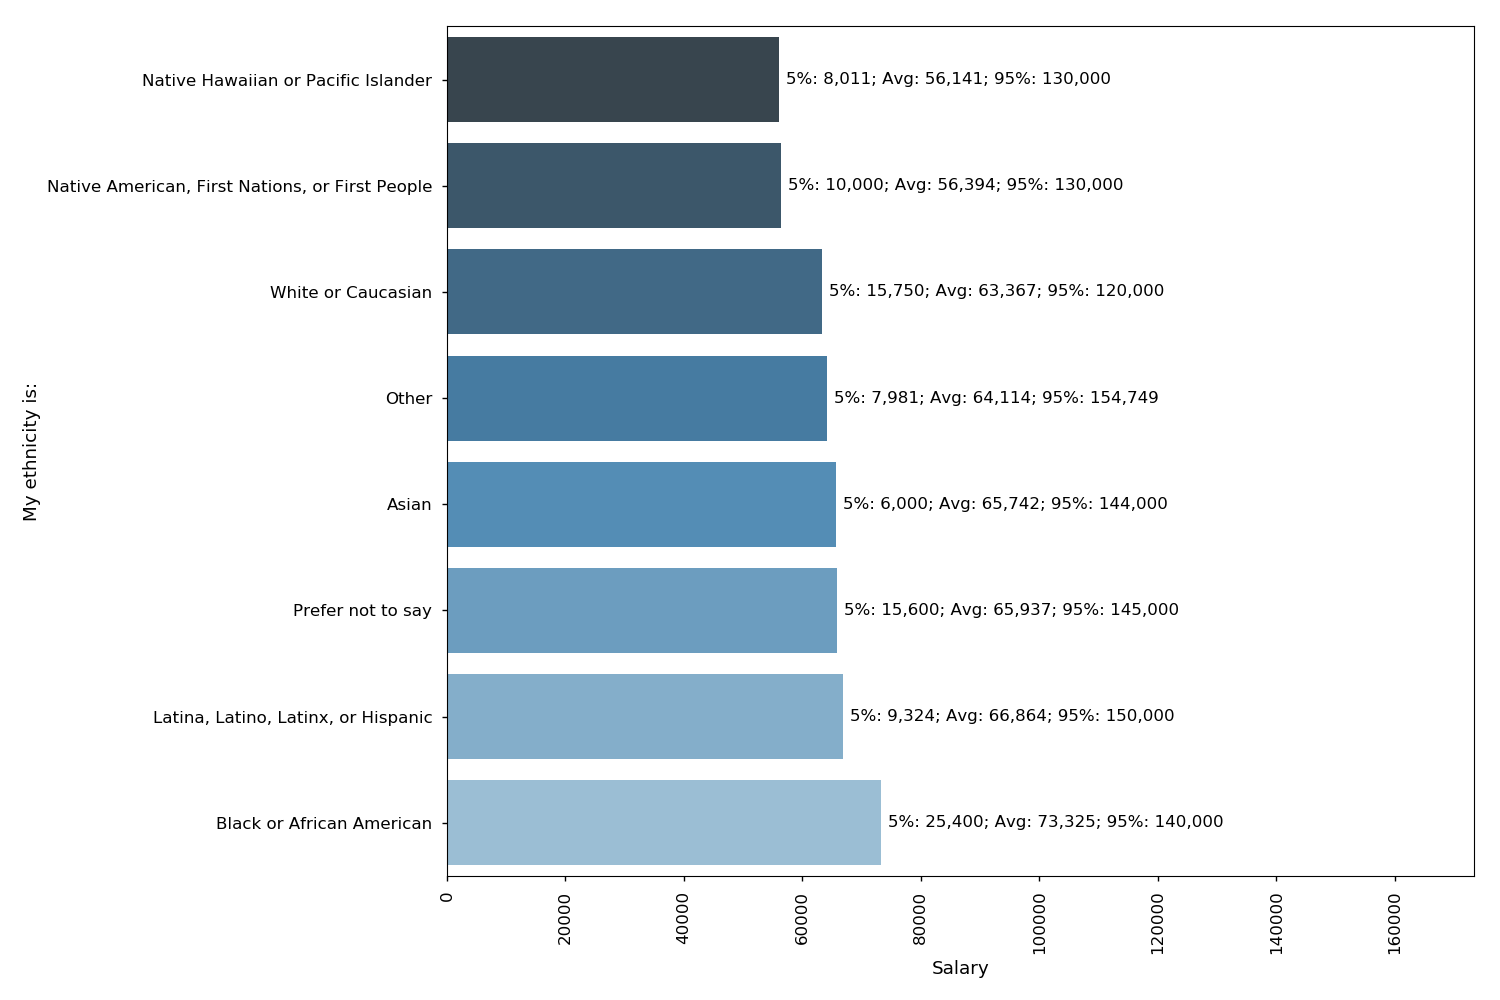 My ethnicity is:
Native Hawaiian or Pacific Islander
5%: 8,011; Avg: 56,141; 95%: 130,000
Native American, First Nations, or First People
5%: 10,000; Avg: 56,394; 95%: 130,000
White or Caucasian
5%: 15,750; Avg: 63,367; 95%: 120,000
Other
5%: 7,981; Avg: 64,114; 95%: 154,749
Asian
5%: 6,000; Avg: 65,742; 95%: 144,000
Prefer not to say
5%: 15,600; Avg: 65,937; 95%: 145,000
Latina, Latino, Latinx, or Hispanic
5%: 9,324; Avg: 66,864; 95%: 150,000
Black or African American
5%: 25,400; Avg: 73,325; 95%: 140,000
0
20000
40000
60000
80000
100000
120000
140000
160000
Salary